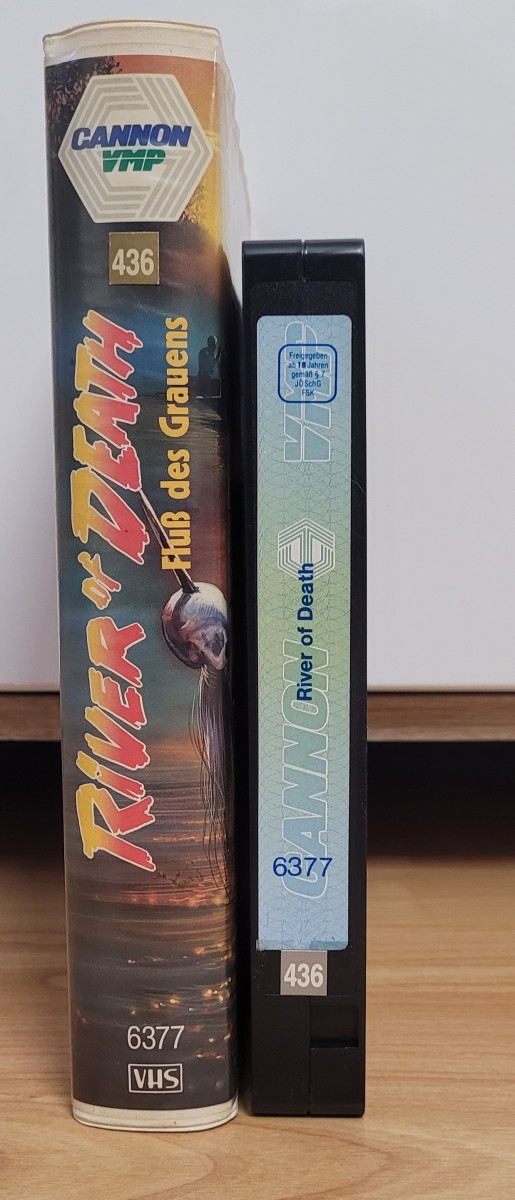 CANNON
VMP
436
RiVER of DEATH
Fluß des Grauens
6377
VHS
Freigegeben
ab 18 Jahren
gemäß § 7
JÖSchG
FSK
CANNON VMP
River of Death
6377
436